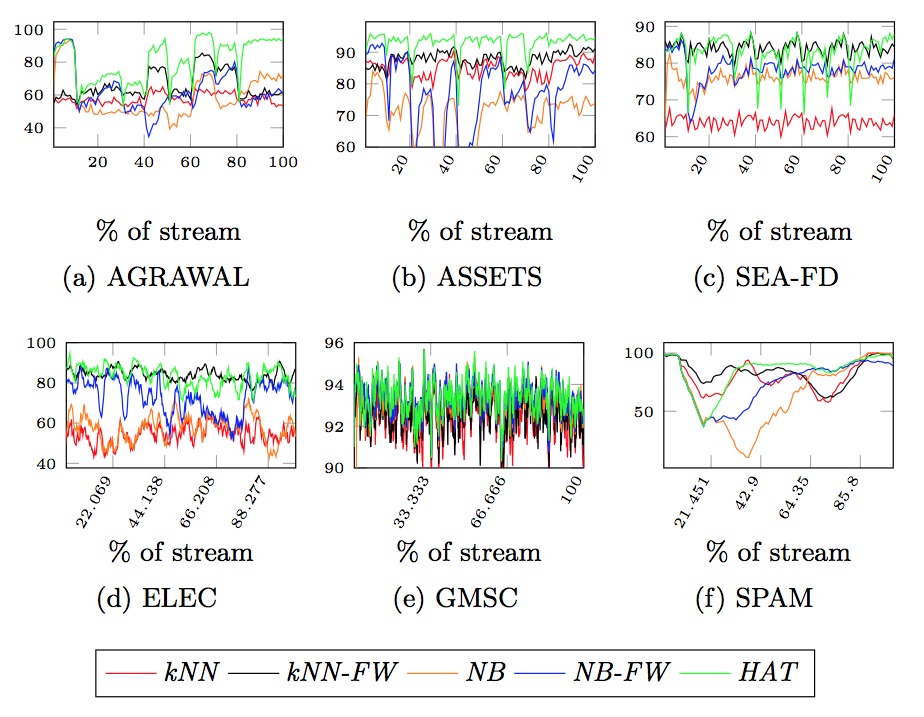 100
80
60
40
20 40 60 80 100
% of stream
(a) AGRAWAL
90
80
70
60
20 40 60 80 100
% of stream
(b) ASSETS
90
80
70
60
20 40 60 80 100
% of stream
(c) SEA-FD
100
80
60
40
22.069 44.138 66.208 88.277
% of stream
(d) ELEC
96
94
92
90
33.333 66.666 100
% of stream
(e) GMSC
100
50
21.451 42.9 64.35 85.8
% of stream
(f) SPAM
kNN kNN-FW NB NB-FW HAT